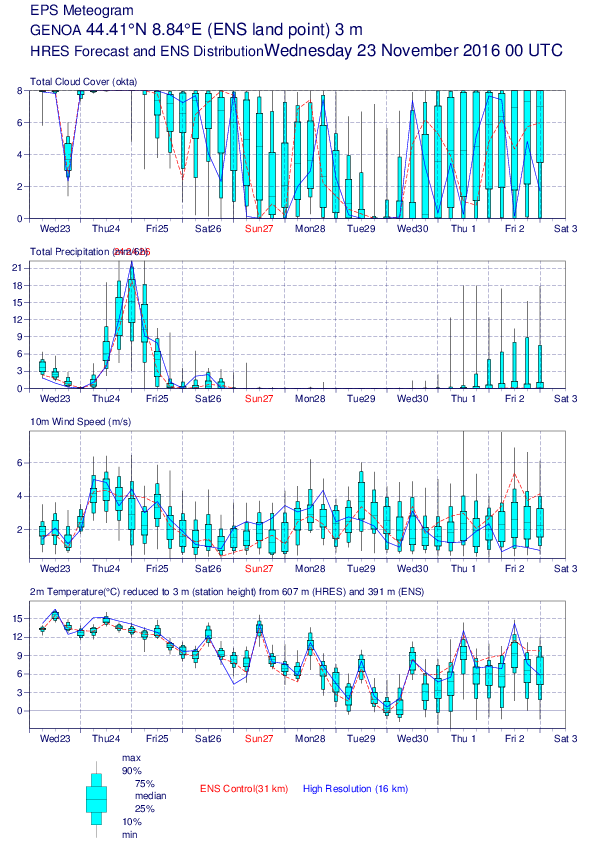 EPS Meteogram
GENOA 44.41°N 8.84°E (ENS land point) 3 m
HRES Forecast and ENS Distribution Wednesday 23 November 2016 00 UTC
Total Cloud Cover (okta)
8
6
4
2
0
Wed23 Thu24 Fri25 Sat26 Sun27 Mon28 Tue29 Wed30 Thu 1 Fri 2 Sat 3
Total Precipitation (mm/6h)
21
18
15
12
9
6
3
0
Wed23 Thu24 Fri25 Sat26 Sun27 Mon28 Tue29 Wed30 Thu 1 Fri 2 Sat 3
10m Wind Speed (m/s)
6
4
2
Wed23 Thu24 Fri25 Sat26 Sun27 Mon28 Tue29 Wed30 Thu 1 Fri 2 Sat 3
2m Temperature(°C) reduced to 3 m (station height) from 607 m (HRES) and 391 m (ENS)
15
12
9
6
3
0
Wed23 Thu24 Fri25 Sat26 Sun27 Mon28 Tue29 Wed30 Thu 1 Fri 2 Sat 3
max
90%
75%
median
25%
10%
min
ENS Control(31 km) High Resolution (16 km)